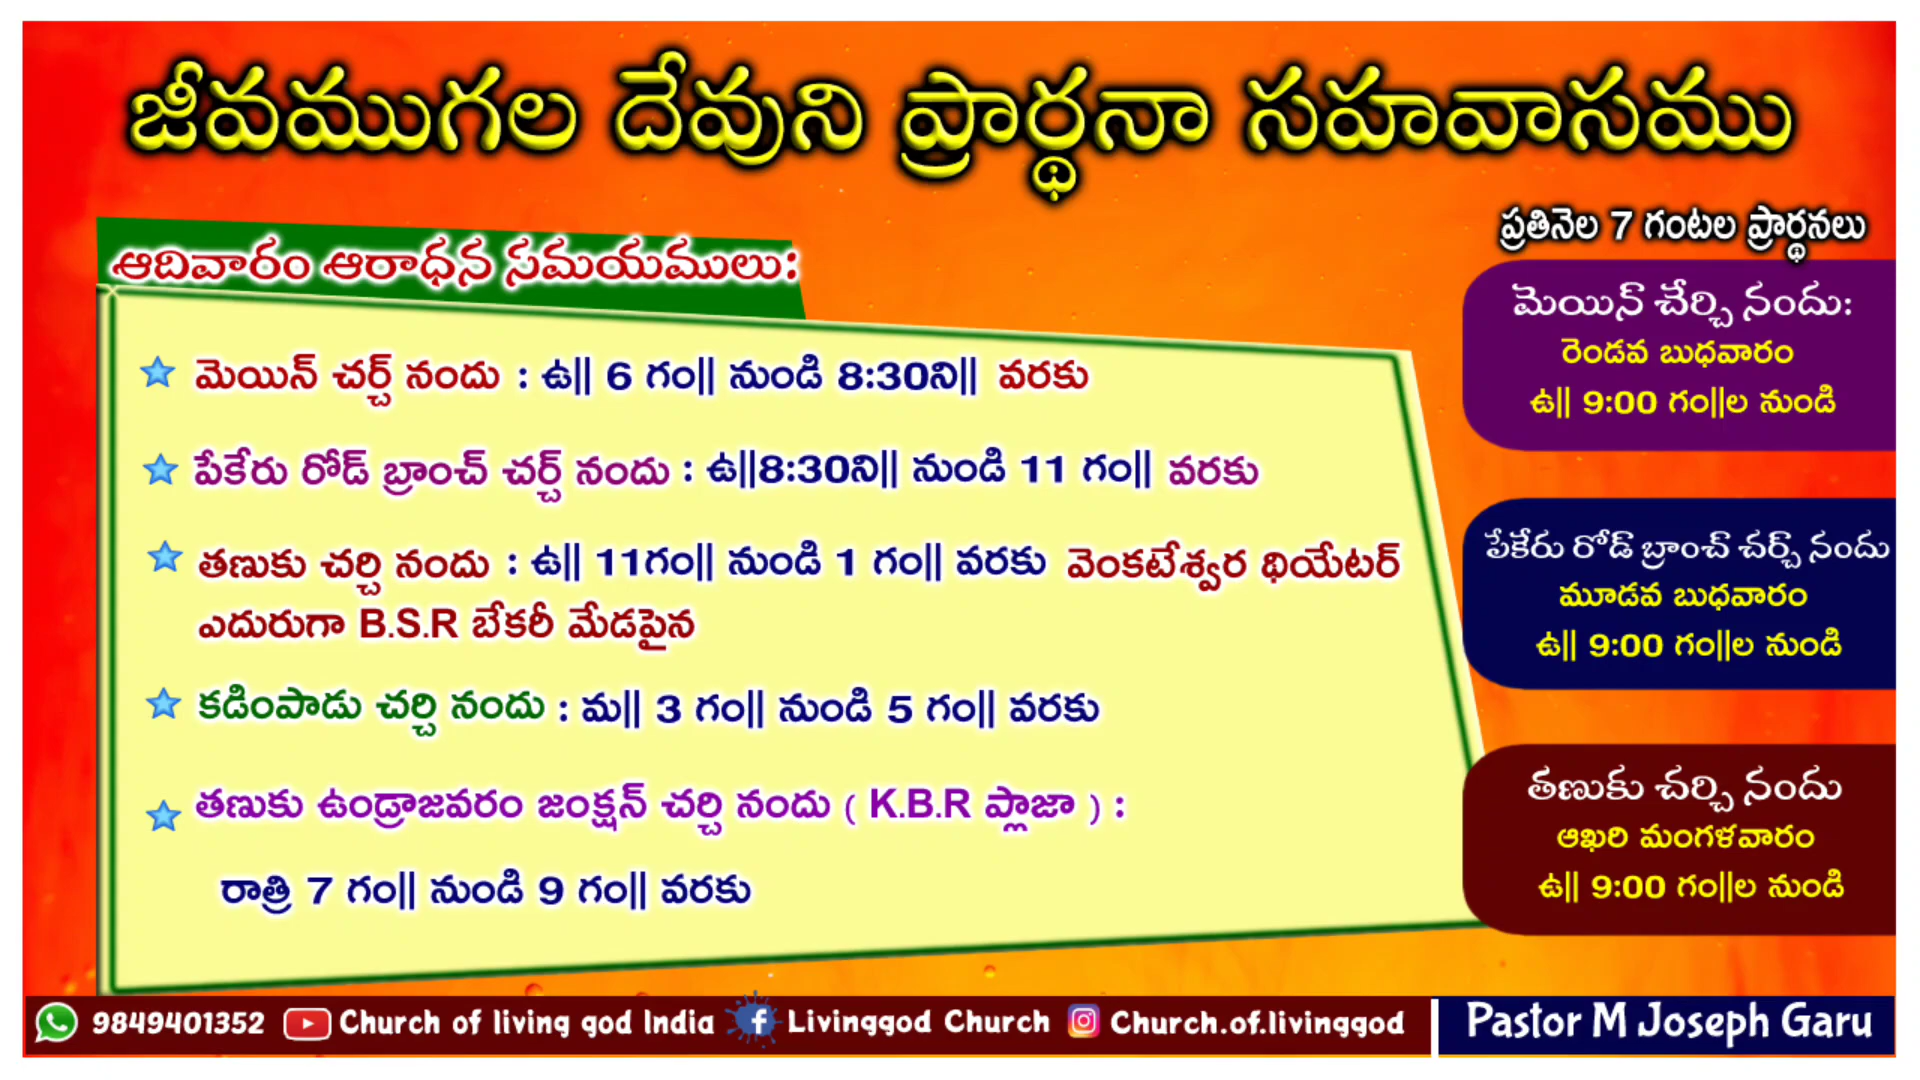 జీవముగల దేవుని ప్రార్థనా సహవాసము
ఆదివారం ఆరాధన సమయములు:
మెయిన్ చర్చ్ నందు : ఉ|| 6 గం|| నుండి 8:30ని|| వరకు
పేకేరు రోడ్ బ్రాంచ్ చర్చ్ నందు : ఉ||8:30ని|| నుండి 11 గం|| వరకు
తణుకు చర్చి నందు : ఉ|| 11గం|| నుండి 1 గం|| వరకు వెంకటేశ్వర థియేటర్
ఎదురుగా B.S.R బేకరీ మేడపైన
కడింపాడు చర్చి నందు : మ|| 3 గం|| నుండి 5 గం|| వరకు
తణుకు ఉండ్రాజవరం జంక్షన్ చర్చి నందు ( K.B.R ప్లాజా ) :
రాత్రి 7 గం|| నుండి 9 గం|| వరకు
ప్రతినెల 7 గంటల ప్రార్థనలు
మెయిన్ చేర్చి నందు:
రెండవ బుధవారం
ఉ|| 9:00 గం||ల నుండి
పేకేరు రోడ్ బ్రాంచ్ చర్చ్ నందు
మూడవ బుధవారం
ఉ|| 9:00 గం||ల నుండి
తణుకు చర్చి నందు
ఆఖరి మంగళవారం
ఉ|| 9:00 గం||ల నుండి
9849401352 Church of living god India Livinggod Church Church.of.livinggod
Pastor M Joseph Garu